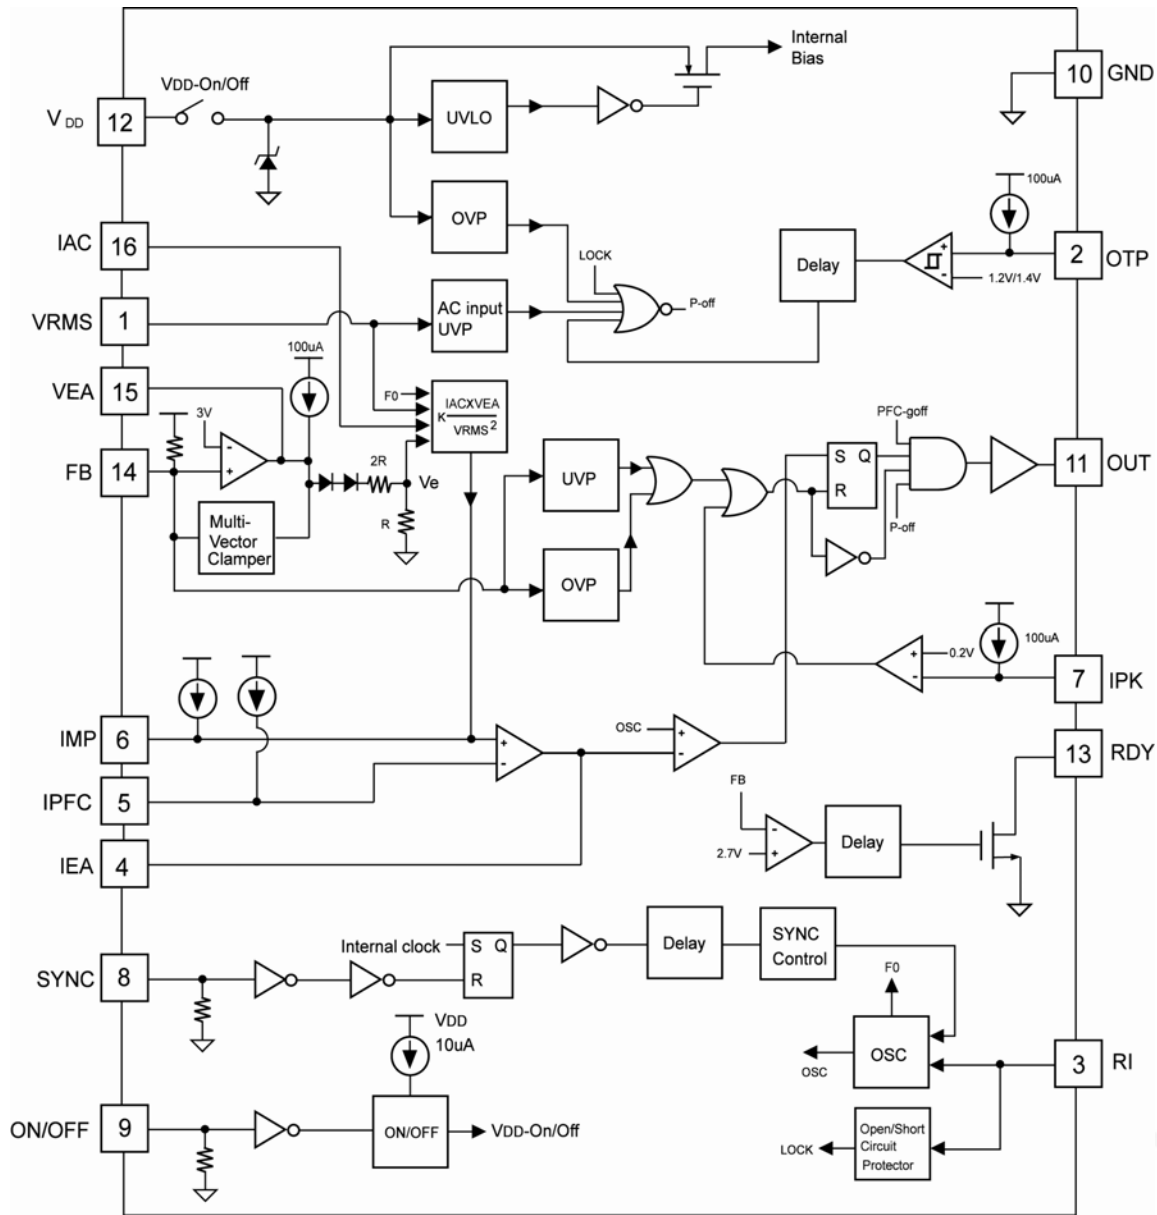 Internal
Bias
VDD-On/Off
VDD
12
UVLO
10
GND
100uA
OVP
IAC
16
LOCK
Delay
+
-
1.2V/1.4V
2
OTP
VRMS
1
AC input
UVP
P-off
100uA
VEA
15
F0
K IACXVEA
VRMS2
3V
-
+
FB
14
2R
Ve
R
Multi-
Vector
Clamper
PFC-goff
UVP
S Q
R
11
OUT
P-off
OVP
+
-
0.2V
100uA
7
IPK
IMP
6
+
-
OSC
+
-
13
RDY
IPFC
5
FB
-
+
2.7V
Delay
IEA
4
Internal clock
S Q
R
Delay
SYNC
Control
SYNC
8
F0
VDD
10uA
OSC
OSC
3
RI
ON/OFF
9
ON/OFF
VDD-On/Off
LOCK
Open/Short
Circuit
Protector